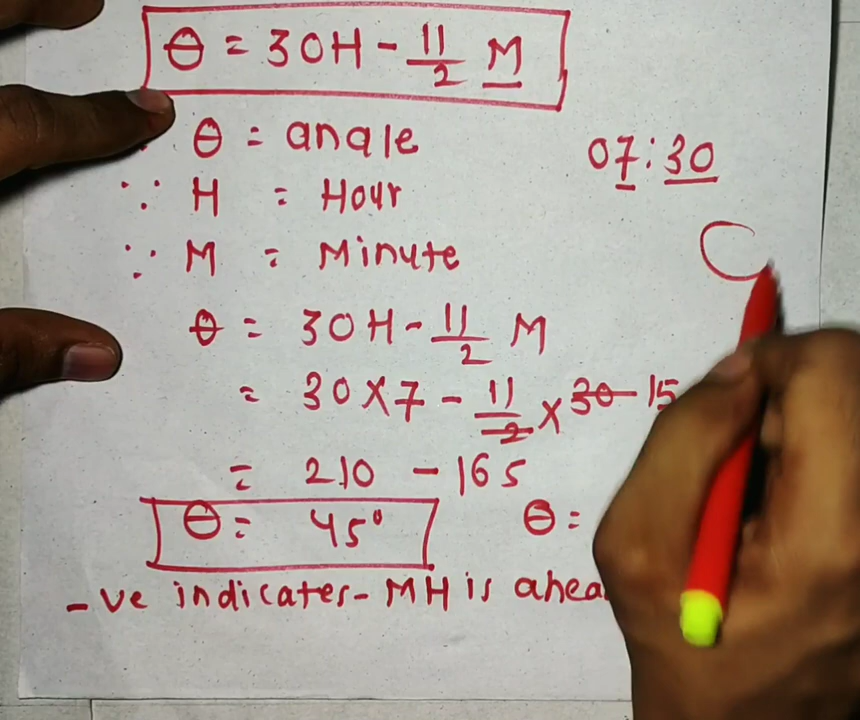 θ = 30H - 11/2 M
θ = angle
07:30
∵ H = Hour
∵ M = Minute
θ = 30H - 11/2 M
= 30 X 7 - 11/2 x 30 15
= 210 - 165
θ = 45° θ =
-ve indicates - MH is ahea